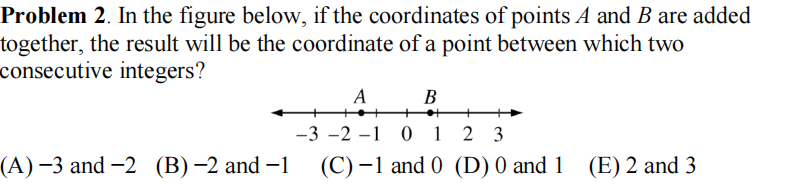 Problem 2. In the figure below, if the coordinates of points A and B are added
together, the result will be the coordinate of a point between which two
consecutive integers?
A B
−3 −2 −1 0 1 2 3
(A) −3 and −2 (B) −2 and −1 (C) −1 and 0 (D) 0 and 1 (E) 2 and 3